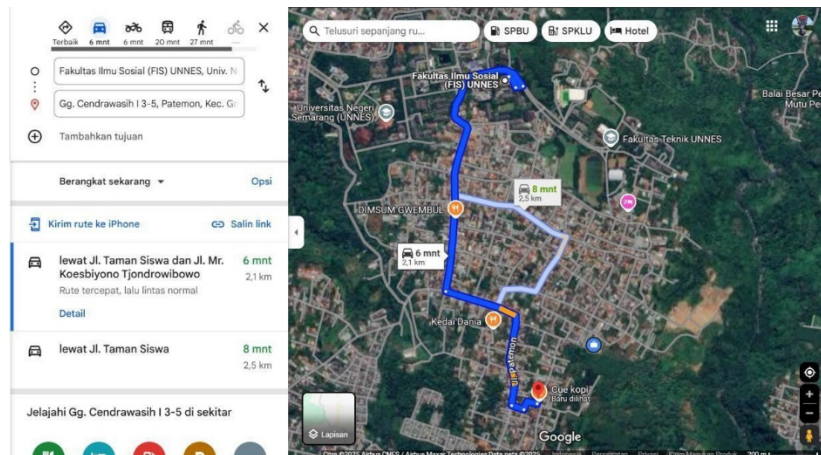 Terbaik
6 mnt
6 mnt
20 mnt
27 mnt
Fakultas Ilmu Sosial (FIS) UNNES, Univ. N
Gg. Cendrawasih I 3-5, Patemon, Kec. G
Tambahkan tujuan
Berangkat sekarang
Opsi
Kirim rute ke iPhone
Salin link
lewat Jl. Taman Siswa dan Jl. Mr.
Koesbiyono Tjondrowibowo
6 mnt
2,1 km
Rute tercepat, lalu lintas normal
Detail
lewat Jl. Taman Siswa
8 mnt
2,5 km
Jelajahi Gg. Cendrawasih I 3-5 di sekitar
Telusuri sepanjang ru...
SPBU
SPKLU
Hotel
Fakultas Ilmu Sosial
(FIS) UNNES
Universitas Negeri
Semarang (UNNES)
Balai Besar Pe
Mutu Pe
Fakultas Teknik UNNES
8 mnt
2,5 km
DIMSUM GWEMBUL
6 mnt
2,1 km
Kedai Dania
Patemon
Cue kopi
Baru dilihat
Lapisan
Google
200 m